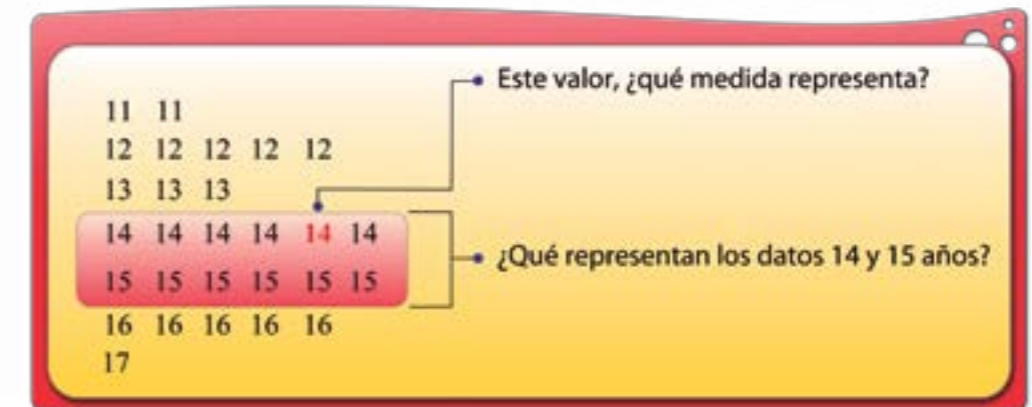 Este valor, ¿qué medida representa?
11 11
12 12 12 12 12
13 13 13
14 14 14 14 14 14
¿Qué representan los datos 14 y 15 años?
15 15 15 15 15 15
16 16 16 16 16
17